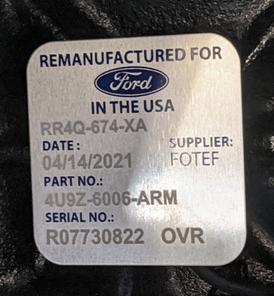 REMANUFACTURED FOR
Ford
IN THE USA
RR4Q-674-XA
DATE: SUPPLIER:
04/14/2021 FOTEF
PART NO.:
4U9Z-6006-ARM
SERIAL NO.:
R07730822 OVR